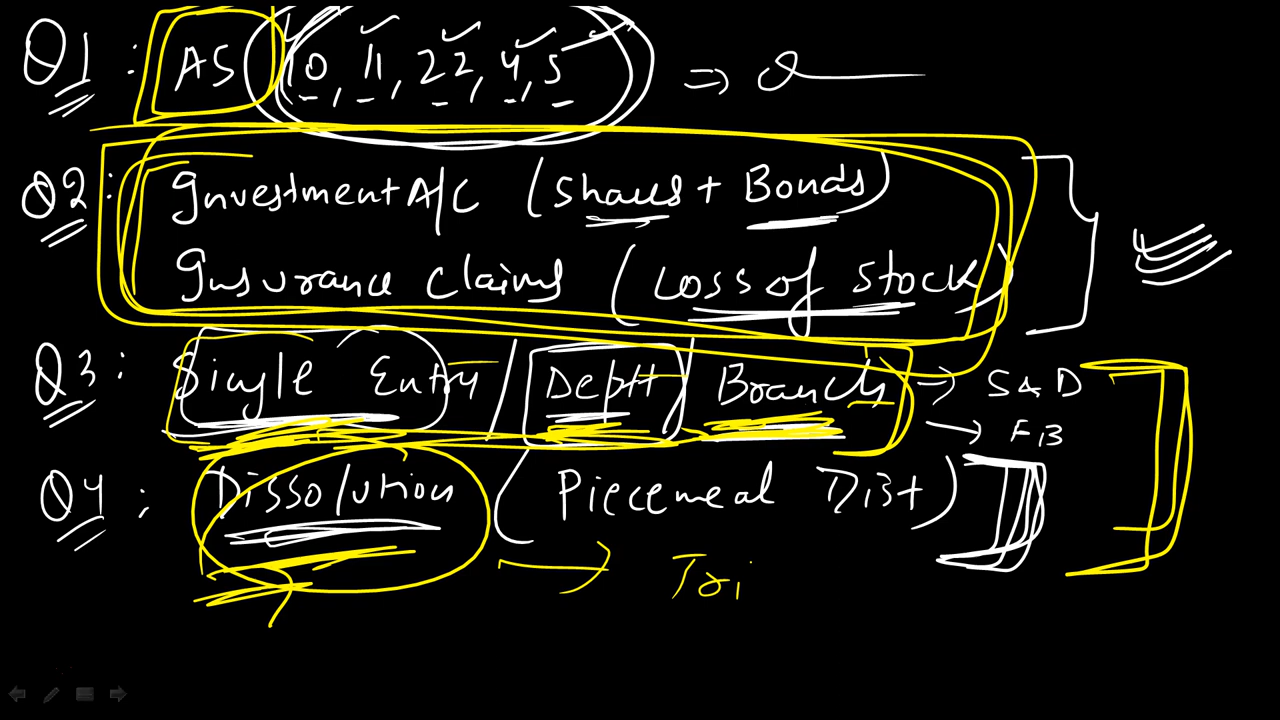 Q1 : AS (10, 11, 22, 4, 5) ⇒
Q2 : Investment A/C (Shares + Bonds)
Insurance claims (Loss of stock)
Q3 : Single Entry / Deptt / Branch → S & D
→ FB
Q4 : Dissolution (Piecemeal Dist)
→ Tri